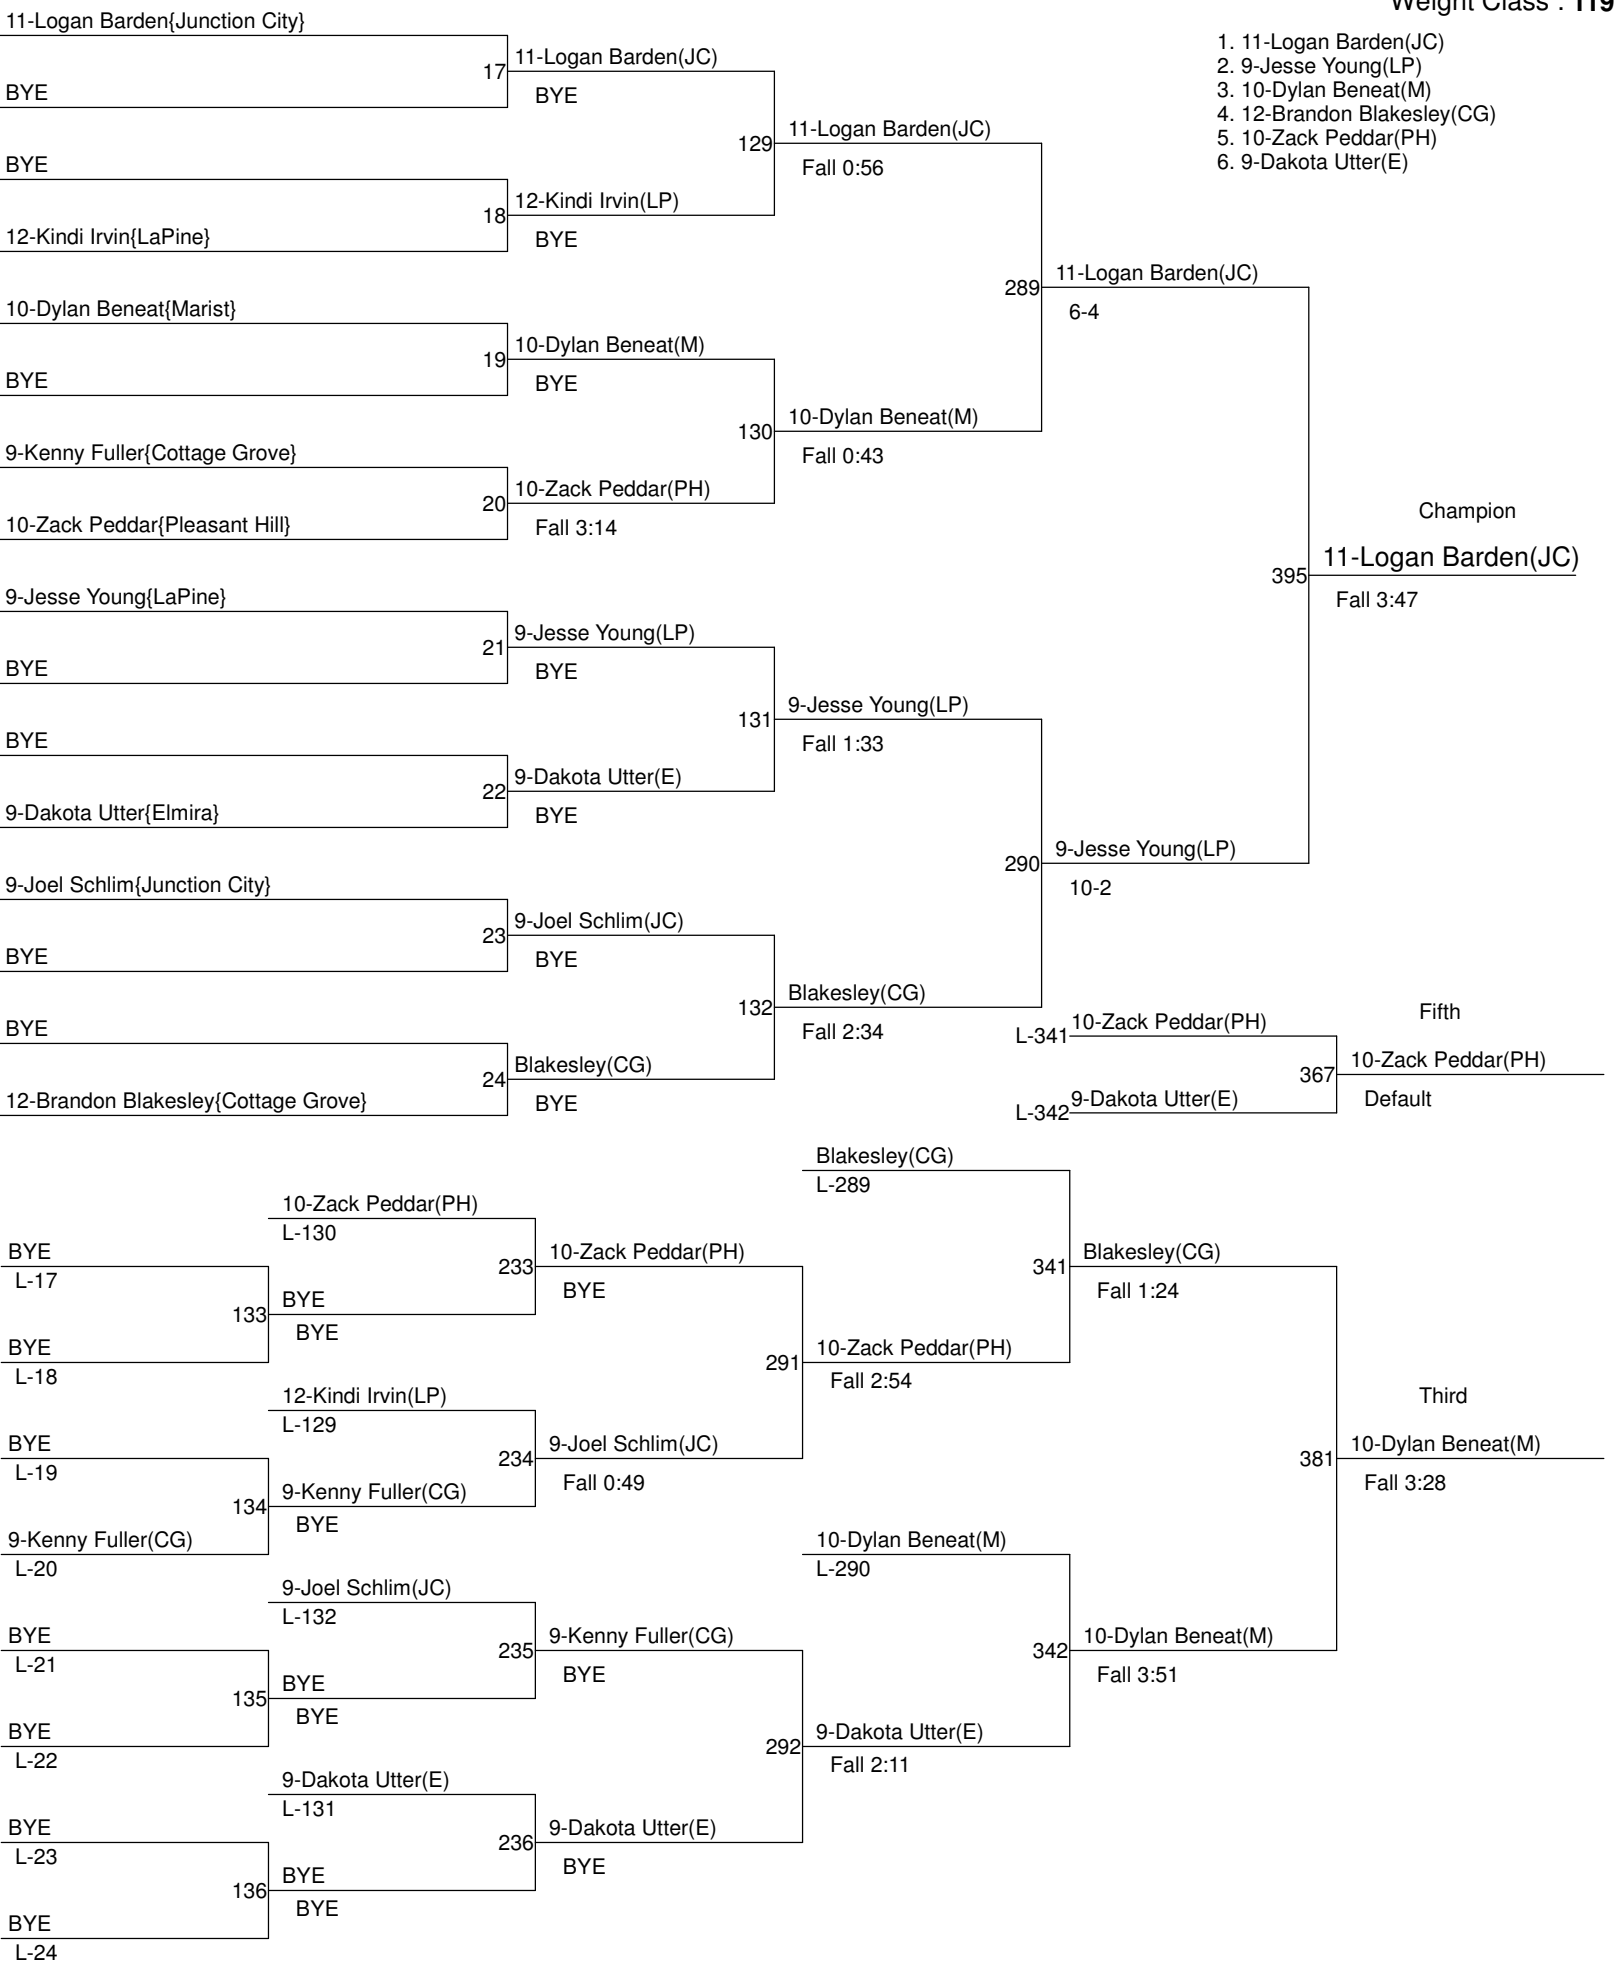 Weight Class : 119
1. 11-Logan Barden(JC)
2. 9-Jesse Young(LP)
3. 10-Dylan Beneat(M)
4. 12-Brandon Blakesley(CG)
5. 10-Zack Peddar(PH)
6. 9-Dakota Utter(E)
11-Logan Barden{Junction City}
17
BYE
BYE
18
12-Kindi Irvin{LaPine}
10-Dylan Beneat{Marist}
19
BYE
9-Kenny Fuller{Cottage Grove}
20
10-Zack Peddar{Pleasant Hill}
9-Jesse Young{LaPine}
21
BYE
BYE
22
9-Dakota Utter{Elmira}
9-Joel Schlim{Junction City}
23
BYE
BYE
24
12-Brandon Blakesley{Cottage Grove}
11-Logan Barden(JC)
BYE
129
12-Kindi Irvin(LP)
BYE
10-Dylan Beneat(M)
BYE
130
10-Zack Peddar(PH)
Fall 3:14
9-Jesse Young(LP)
BYE
131
9-Dakota Utter(E)
BYE
9-Joel Schlim(JC)
BYE
132
Blakesley(CG)
BYE
11-Logan Barden(JC)
Fall 0:56
289
10-Dylan Beneat(M)
Fall 0:43
9-Jesse Young(LP)
Fall 1:33
290
Blakesley(CG)
Fall 2:34
11-Logan Barden(JC)
6-4
395
9-Jesse Young(LP)
10-2
Champion
11-Logan Barden(JC)
Fall 3:47
L-341
10-Zack Peddar(PH)
367
L-342
9-Dakota Utter(E)
Fifth
10-Zack Peddar(PH)
Default
BYE
L-17
133
BYE
L-18
BYE
L-19
134
9-Kenny Fuller(CG)
L-20
BYE
L-21
135
BYE
L-22
BYE
L-23
136
BYE
L-24
10-Zack Peddar(PH)
L-130
233
BYE
BYE
12-Kindi Irvin(LP)
L-129
234
9-Kenny Fuller(CG)
BYE
9-Joel Schlim(JC)
L-132
235
BYE
BYE
9-Dakota Utter(E)
L-131
236
BYE
BYE
10-Zack Peddar(PH)
BYE
291
9-Joel Schlim(JC)
Fall 0:49
9-Kenny Fuller(CG)
BYE
292
9-Dakota Utter(E)
BYE
Blakesley(CG)
L-289
341
10-Zack Peddar(PH)
Fall 2:54
10-Dylan Beneat(M)
L-290
342
9-Dakota Utter(E)
Fall 2:11
Blakesley(CG)
Fall 1:24
381
10-Dylan Beneat(M)
Fall 3:51
Third
10-Dylan Beneat(M)
Fall 3:28